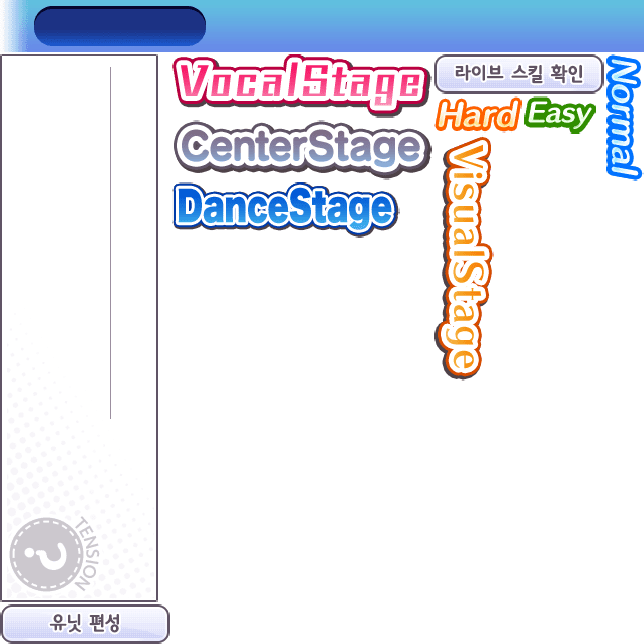 VocalStage
라이브 스킬 확인
Normal
Hard
Easy
CenterStage
VisualStage
DanceStage
TENSION
유닛 편성